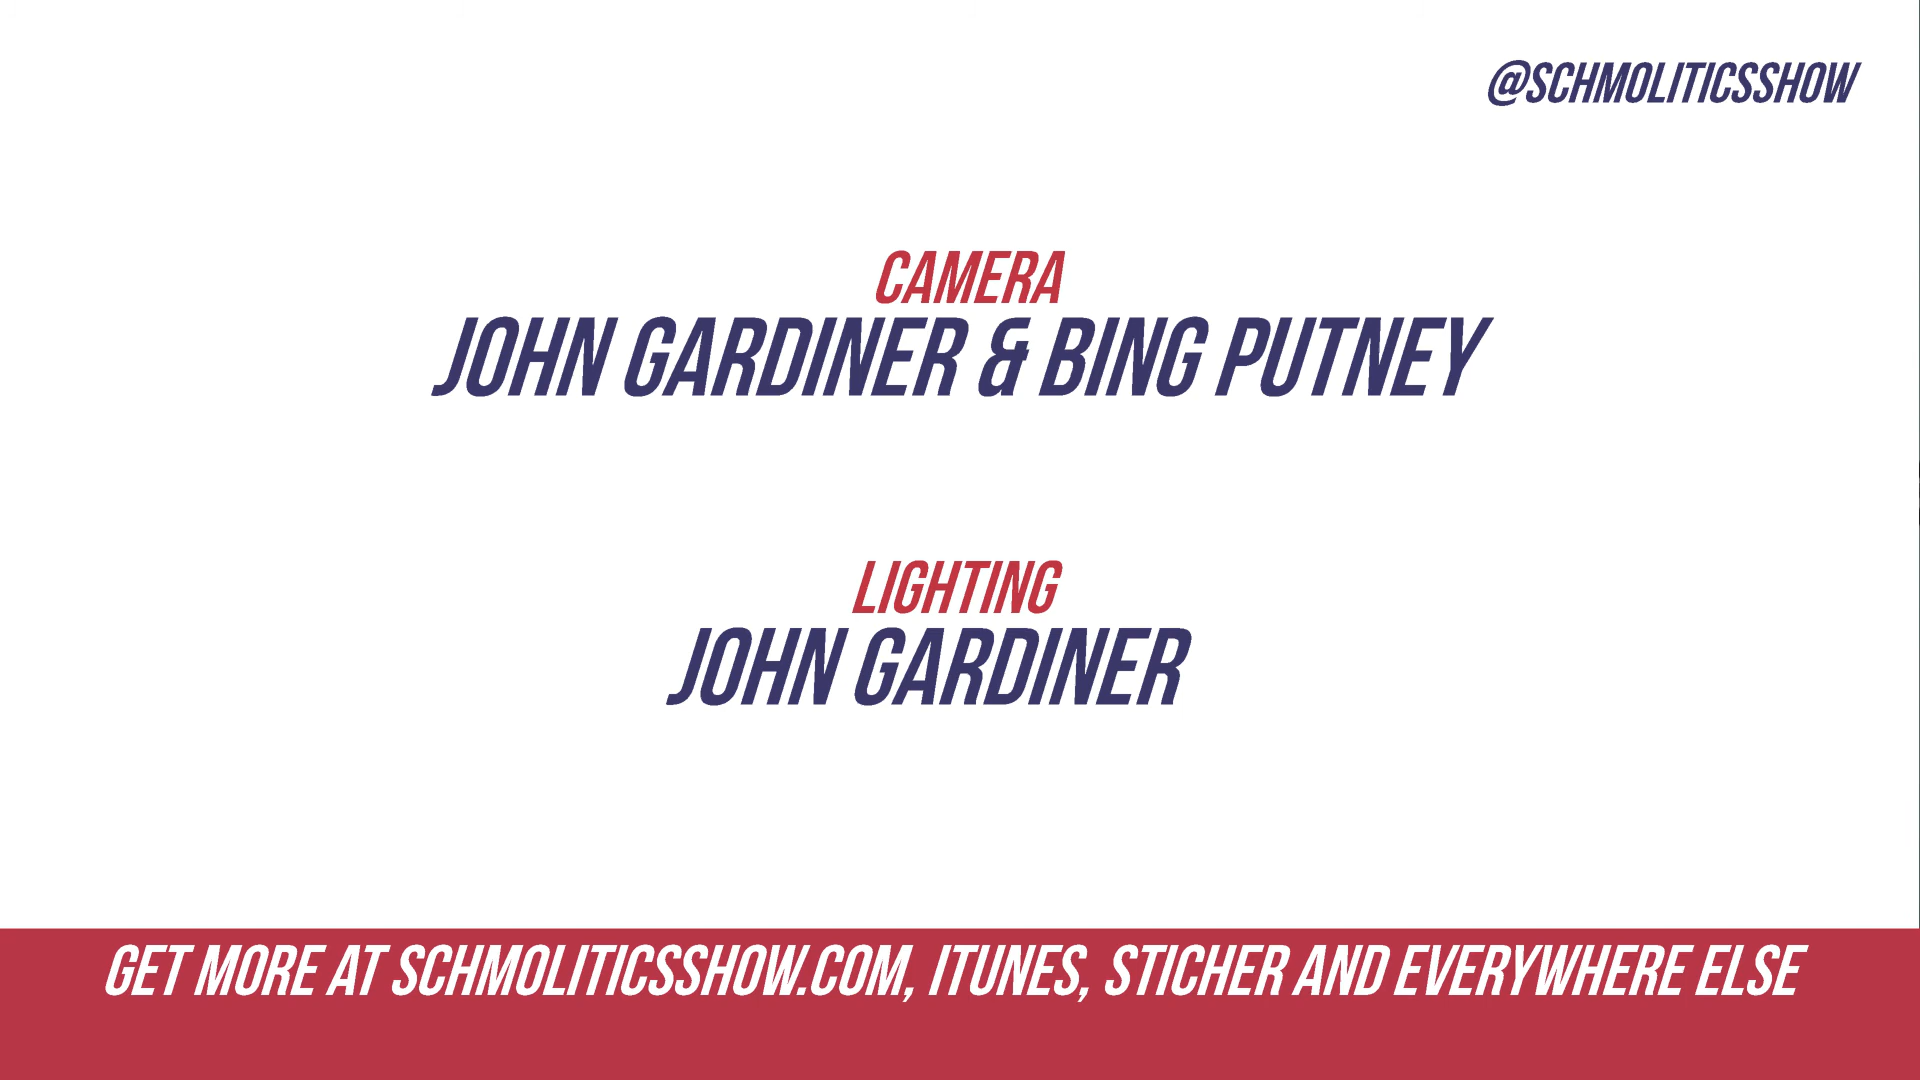 @SCHMOLITICSSHOW
CAMERA
JOHN GARDINER & BING PUTNEY
LIGHTING
JOHN GARDINER
GET MORE AT SCHMOLITICSSHOW.COM, ITUNES, STICHER AND EVERYWHERE ELSE